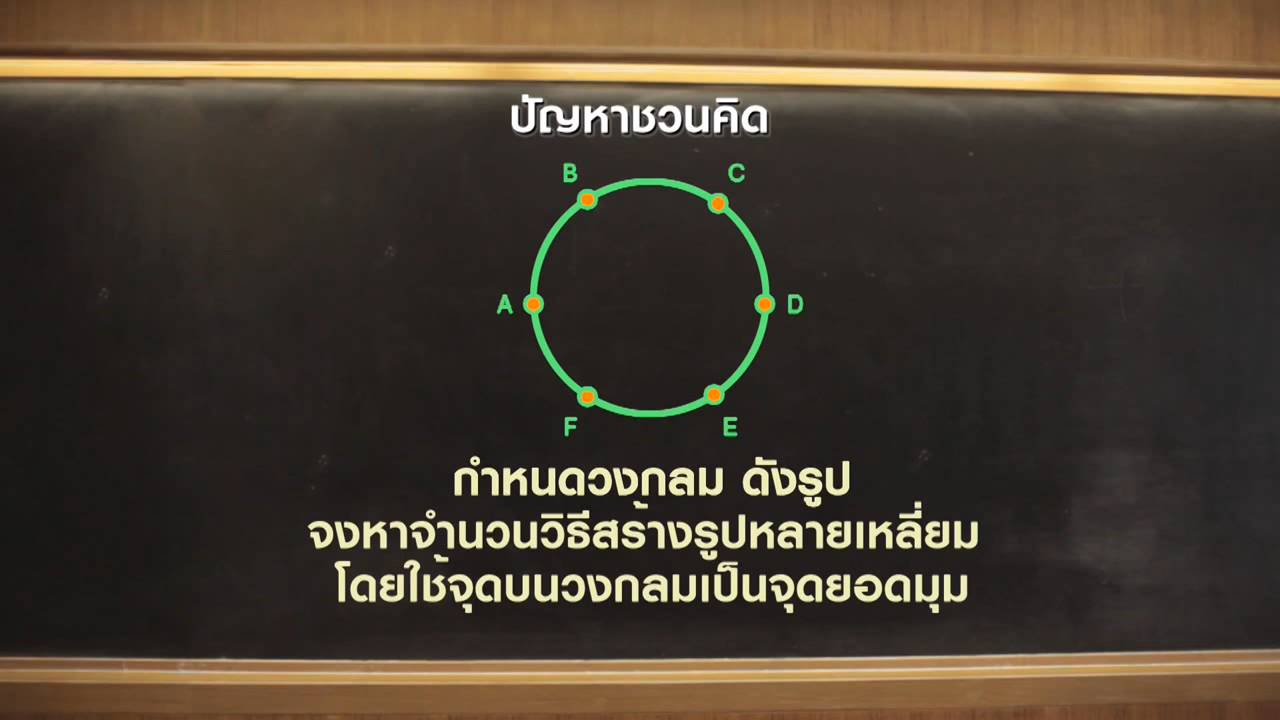 ปัญหาชวนคิด
B C
A D
F E
กำหนดวงกลม ดังรูป
จงหาจำนวนวิธีสร้างรูปหลายเหลี่ยม
โดยใช้จุดบนวงกลมเป็นจุดยอดมุม